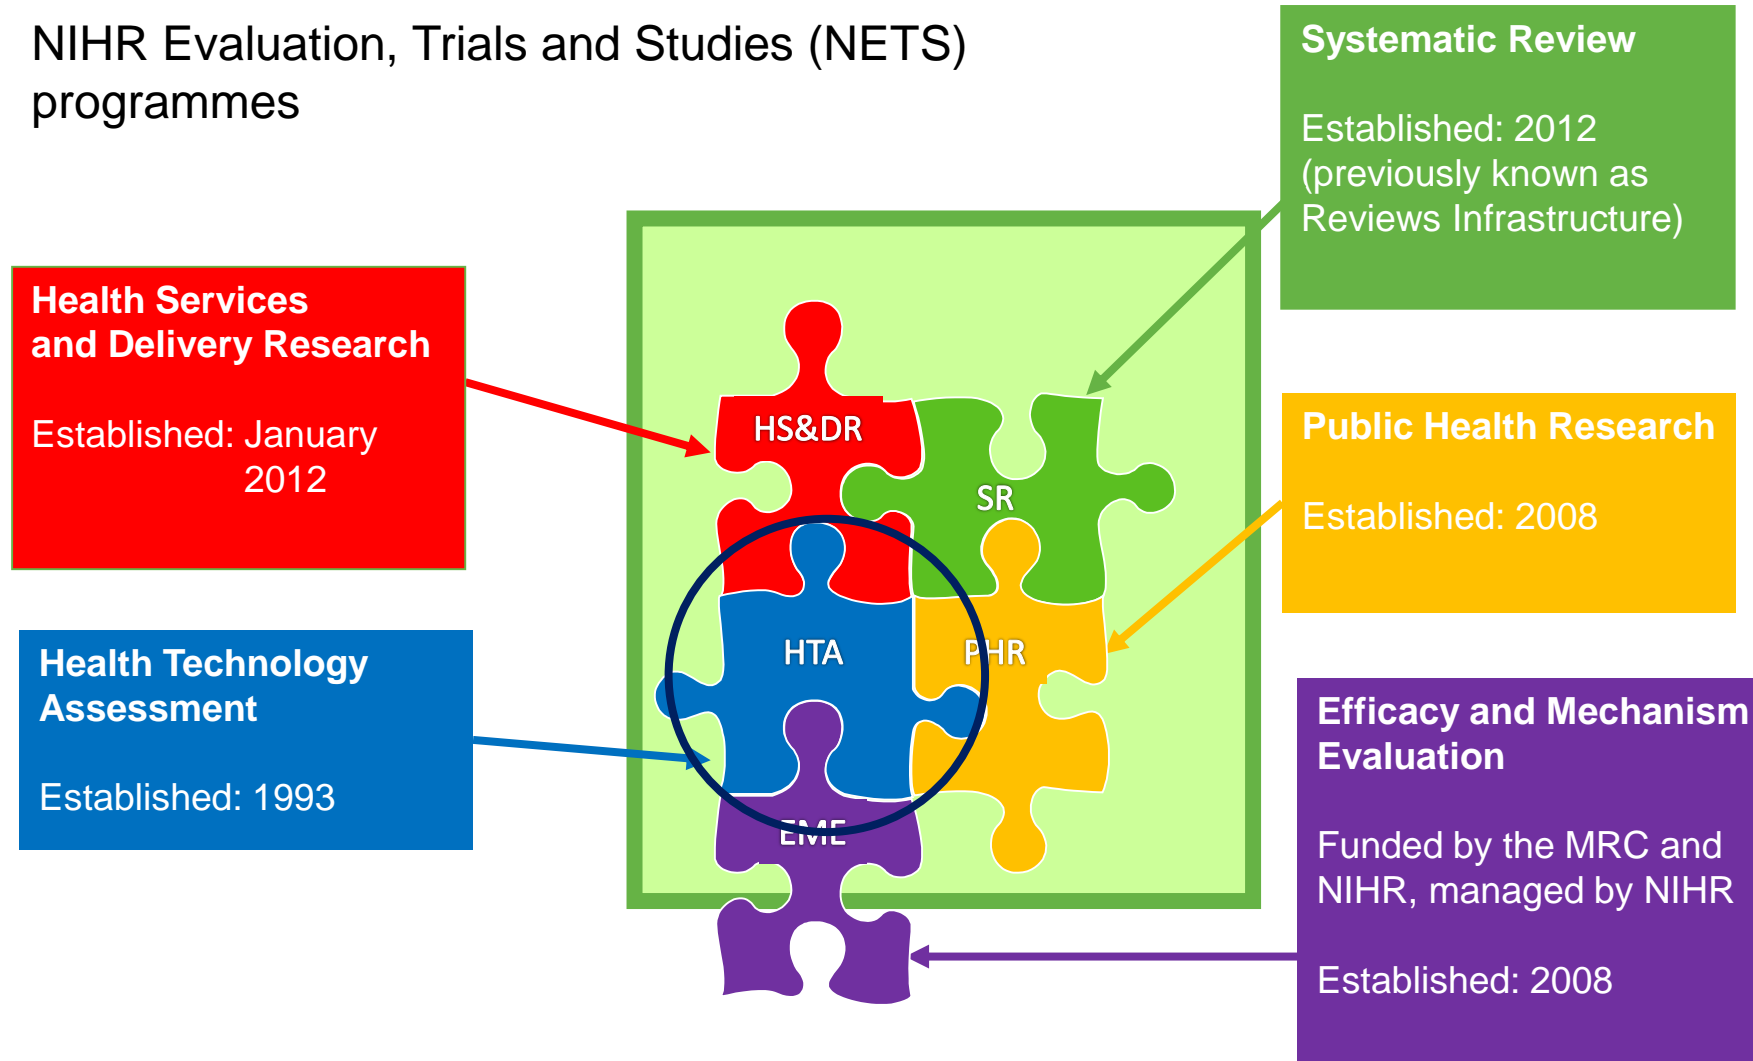 NIHR Evaluation, Trials and Studies (NETS)
programmes
Systematic Review
Established: 2012
(previously known as
Reviews Infrastructure)
Health Services
and Delivery Research
Established: January
2012
HS&DR
SR
Public Health Research
Established: 2008
Health Technology
Assessment
Established: 1993
HTA
PHR
EME
Efficacy and Mechanism
Evaluation
Funded by the MRC and
NIHR, managed by NIHR
Established: 2008